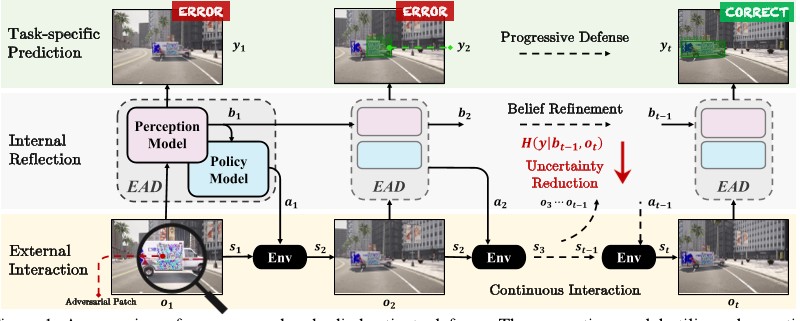 ERROR
ERROR
CORRECT
Task-specific
Prediction
y₁
y₂
Progressive Defense
yₜ
Internal
Reflection
Perception
Model
Policy
Model
EAD
b₁
a₁
EAD
b₂
a₂
Belief Refinement
H(y|bₜ₋₁, oₜ)
Uncertainty
Reduction
o₃ ⋯ oₜ₋₁
bₜ₋₁
aₜ₋₁
EAD
External
Interaction
Adversarial Patch
o₁
s₁
Env
s₂
o₂
s₂
Env
s₃
sₜ₋₁
Env
sₜ
Continuous Interaction
oₜ